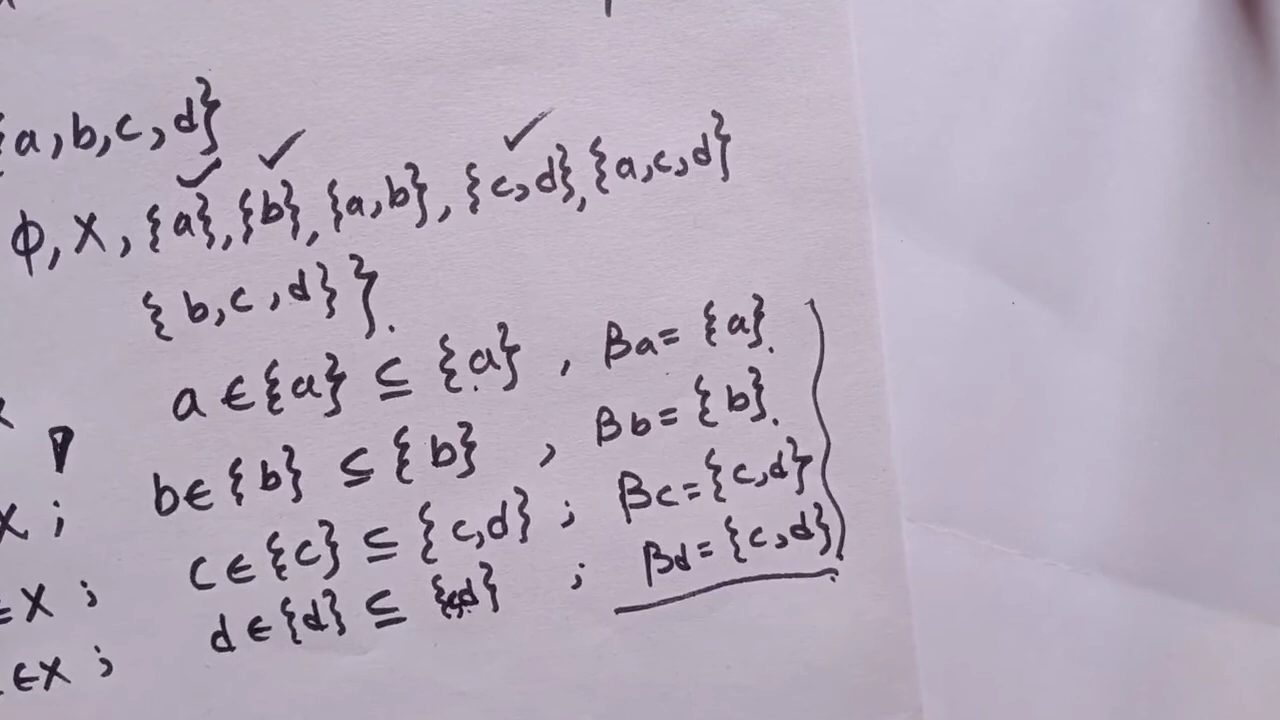 {a,b,c,d}
ϕ, X, {a}, {b}, {a,b}, {c,d}, {a,c,d}
{b,c,d}}.
a ∈ {a} ⊆ {a} , βa = {a}.
b ∈ {b} ⊆ {b} , βb = {b}.
X ; c ∈ {c} ⊆ {c,d} ; βc = {c,d}
∈X ; d ∈ {d} ⊆ {c,d} ; βd = {c,d}
∈X ;